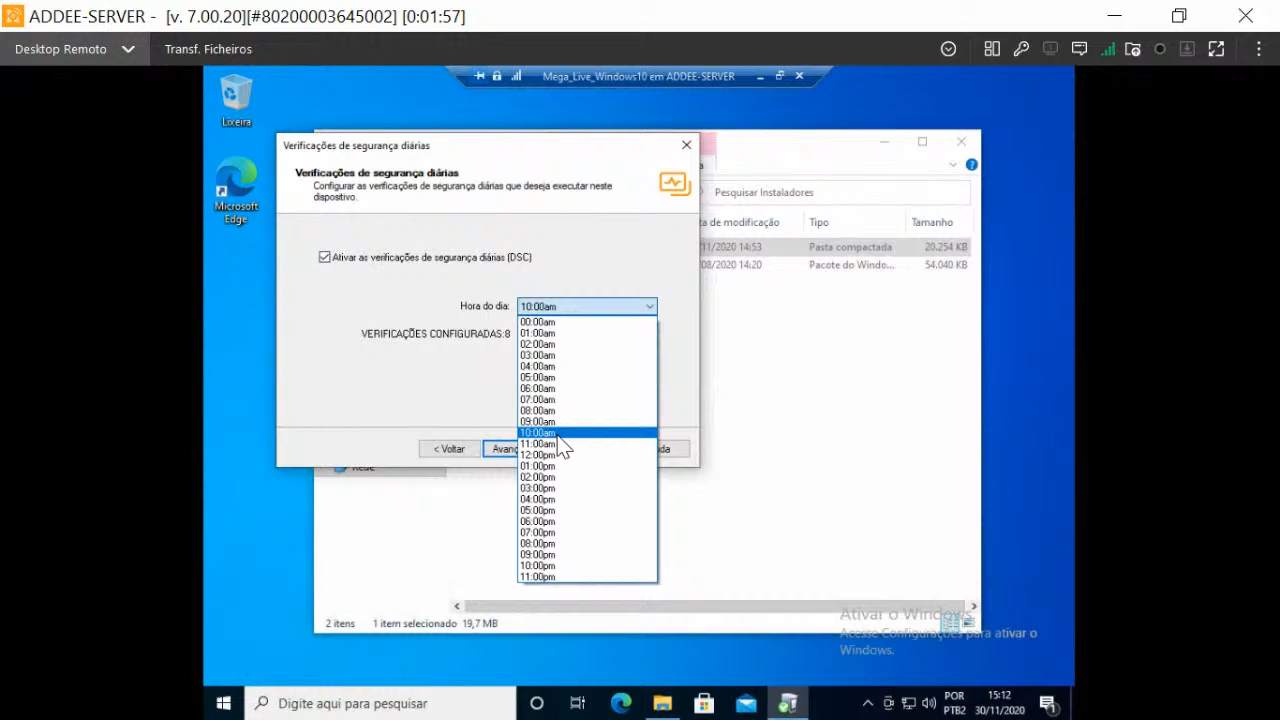 ADDEE-SERVER - [v. 7.00.20][#80200003645002] [0:01:57]
Desktop Remoto Transf. Ficheiros
Mega_Live_Windows10 em ADDEE-SERVER
Lixeira
Microsoft
Edge
Verificações de segurança diárias
Verificações de segurança diárias
Configurar as verificações de segurança diárias que deseja executar neste
dispositivo.
Pesquisar Instaladores
ta de modificação Tipo Tamanho
/11/2020 14:53 Pasta compactada 20.254 KB
/08/2020 14:20 Pacote do Windo... 54.040 KB
Ativar as verificações de segurança diárias (DSC)
Hora do dia: 10:00am
VERIFICAÇÕES CONFIGURADAS:8
00:00am
01:00am
02:00am
03:00am
04:00am
05:00am
06:00am
07:00am
08:00am
09:00am
10:00am
11:00am
12:00pm
01:00pm
02:00pm
03:00pm
04:00pm
05:00pm
06:00pm
07:00pm
08:00pm
09:00pm
10:00pm
11:00pm
< Voltar Avanç uda
Rede
2 itens 1 item selecionado 19,7 MB
Ativar o Windows
Acesse Configurações para ativar o
Windows.
Digite aqui para pesquisar
POR
PTB2
15:12
30/11/2020
1